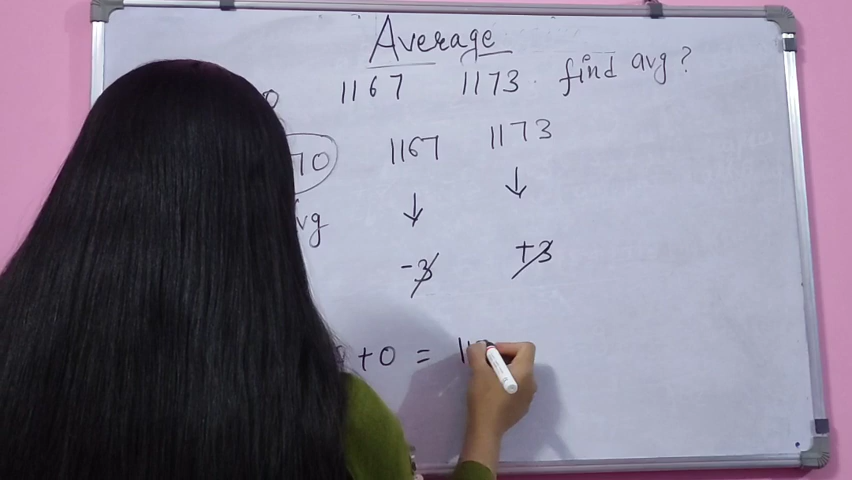 Average
1167 1173. find avg?
70 1167 1173
↓ ↓
vg
-3 +3
+0 = 11